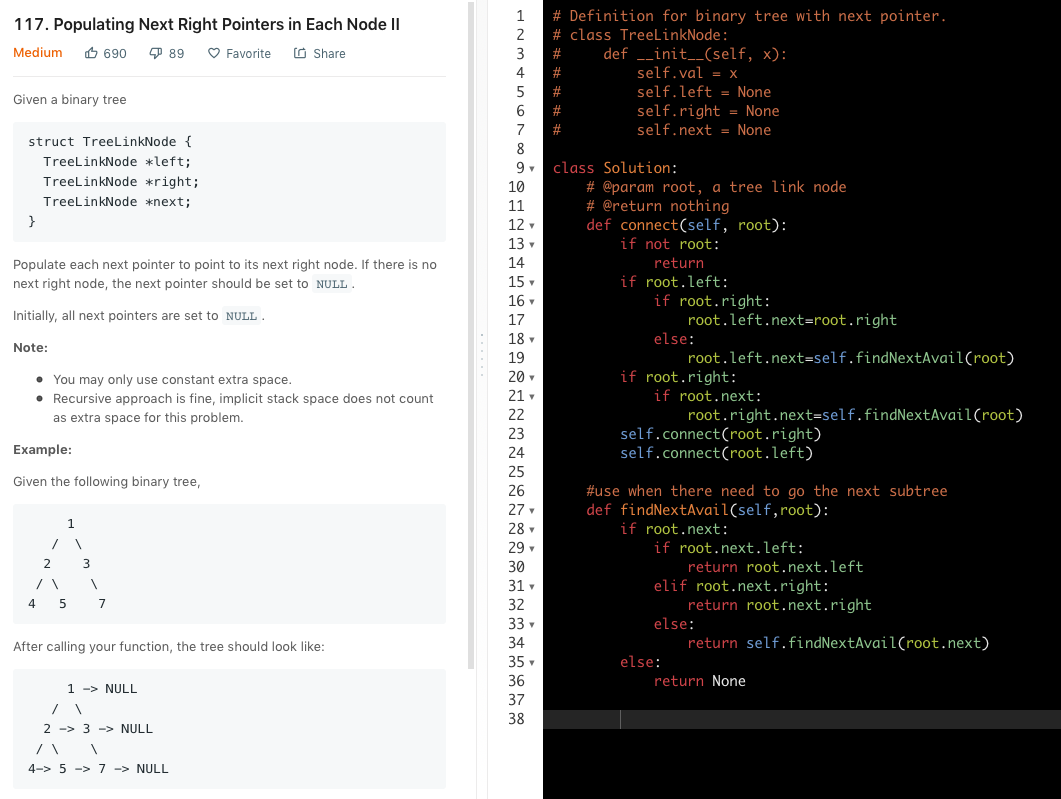 117. Populating Next Right Pointers in Each Node II
Medium 690 89 Favorite Share
Given a binary tree
struct TreeLinkNode {
  TreeLinkNode *left;
  TreeLinkNode *right;
  TreeLinkNode *next;
}
Populate each next pointer to point to its next right node. If there is no
next right node, the next pointer should be set to NULL.
Initially, all next pointers are set to NULL.
Note:
● You may only use constant extra space.
● Recursive approach is fine, implicit stack space does not count
as extra space for this problem.
Example:
Given the following binary tree,
     1
   /  \
  2    3
 / \    \
4   5    7
After calling your function, the tree should look like:
     1 -> NULL
   /  \
  2 -> 3 -> NULL
 / \    \
4-> 5 -> 7 -> NULL
1 # Definition for binary tree with next pointer.
2 # class TreeLinkNode:
3 #     def __init__(self, x):
4 #         self.val = x
5 #         self.left = None
6 #         self.right = None
7 #         self.next = None
8
9 class Solution:
10     # @param root, a tree link node
11     # @return nothing
12     def connect(self, root):
13         if not root:
14             return
15         if root.left:
16             if root.right:
17                 root.left.next=root.right
18             else:
19                 root.left.next=self.findNextAvail(root)
20         if root.right:
21             if root.next:
22                 root.right.next=self.findNextAvail(root)
23         self.connect(root.right)
24         self.connect(root.left)
25
26     #use when there need to go the next subtree
27     def findNextAvail(self,root):
28         if root.next:
29             if root.next.left:
30                 return root.next.left
31             elif root.next.right:
32                 return root.next.right
33             else:
34                 return self.findNextAvail(root.next)
35         else:
36             return None
37
38